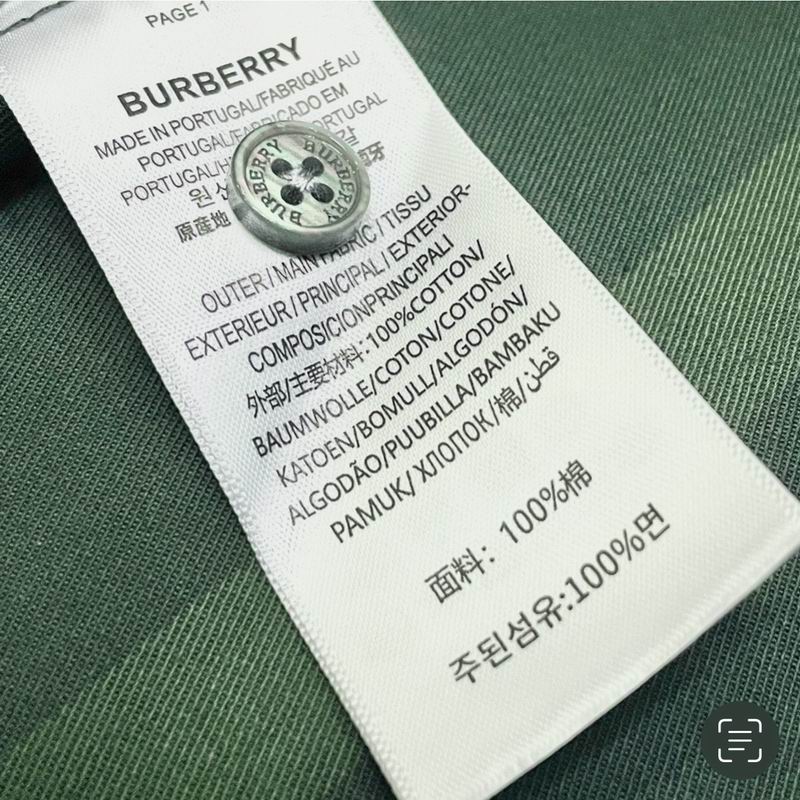 PAGE 1
BURBERRY
MADE IN PORTUGAL/FABRIQUÉ AU
PORTUGAL/FABRICADO EM
PORTUGAL/ PORTUGAL
원산
原産地
BURBERRY BURBERRY BURBERRY
OUTER/MAIN FABRIC/TISSU
EXTERIEUR/PRINCIPAL/EXTERIOR-
COMPOSICIONPRINCIPALI
外部/主要材料:100%COTTON/
BAUMWOLLE/COTON/COTONE/
KATOEN/BOMULL/ALGODÓN/
ALGODÃO/PUUBILLA/BAMBAKU
PAMUK/ХЛОПОК/棉/قطن/
面料: 100%棉
주된섬유:100%면